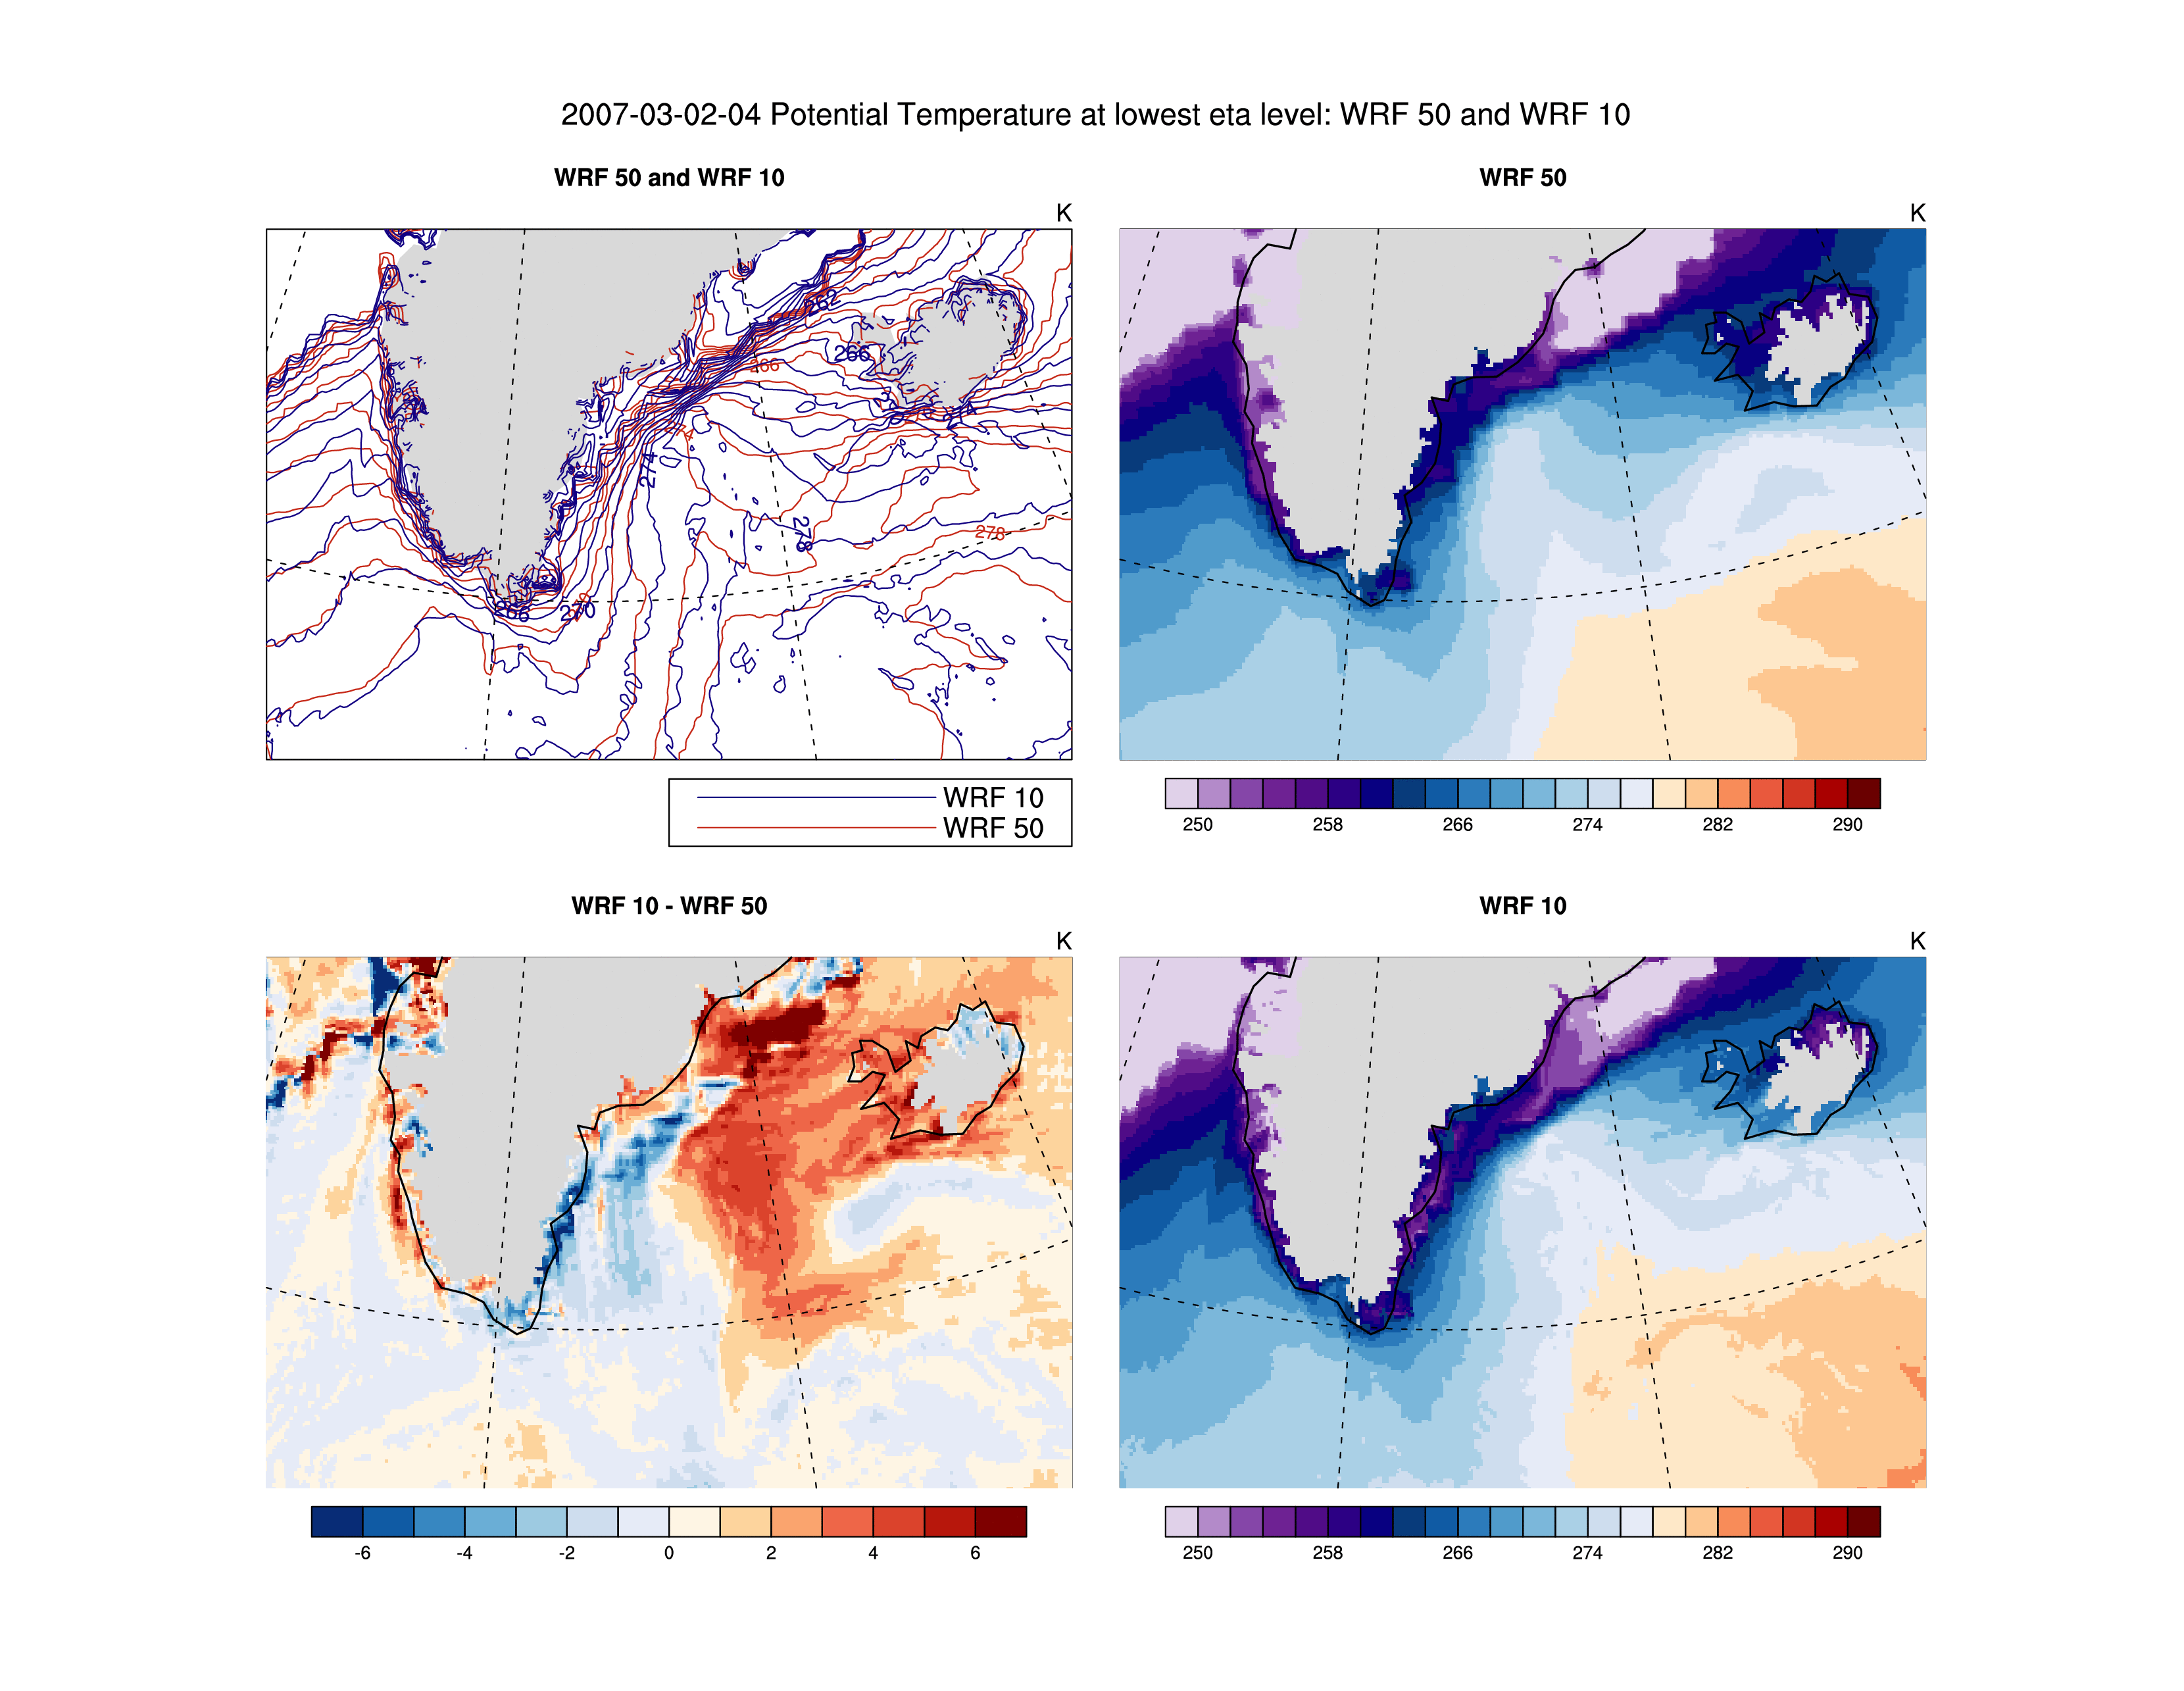 2007-03-02-04 Potential Temperature at lowest eta level: WRF 50 and WRF 10
WRF 50 and WRF 10
K
262
266
266
274
278
278
266
270
WRF 10
WRF 50
WRF 50
K
250 258 266 274 282 290
WRF 10 - WRF 50
K
-6 -4 -2 0 2 4 6
WRF 10
K
250 258 266 274 282 290